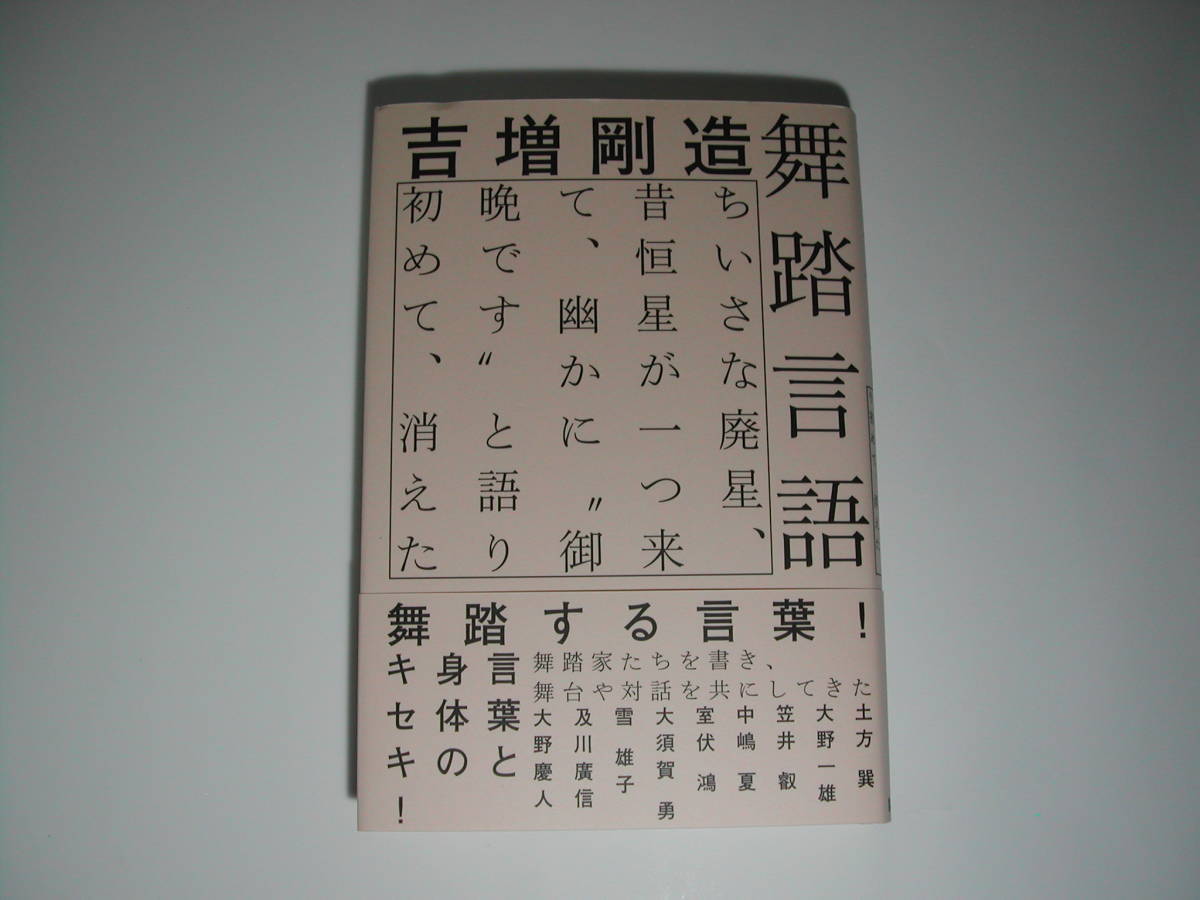 吉増剛造
舞踏言語
ちいさな廃星、
昔恒星が一つ来
て、幽かに〝御
晩です〟と語り
初めて、消えた
舞踏する言葉！
言葉と
身体の
キセキ！
舞踏家たちを書き、
舞台や対話を共にしてきた
土方 巽
大野一雄
笠井 叡
中嶋 夏
室伏 鴻
大須賀 勇
雪 雄子
及川廣信
大野慶人